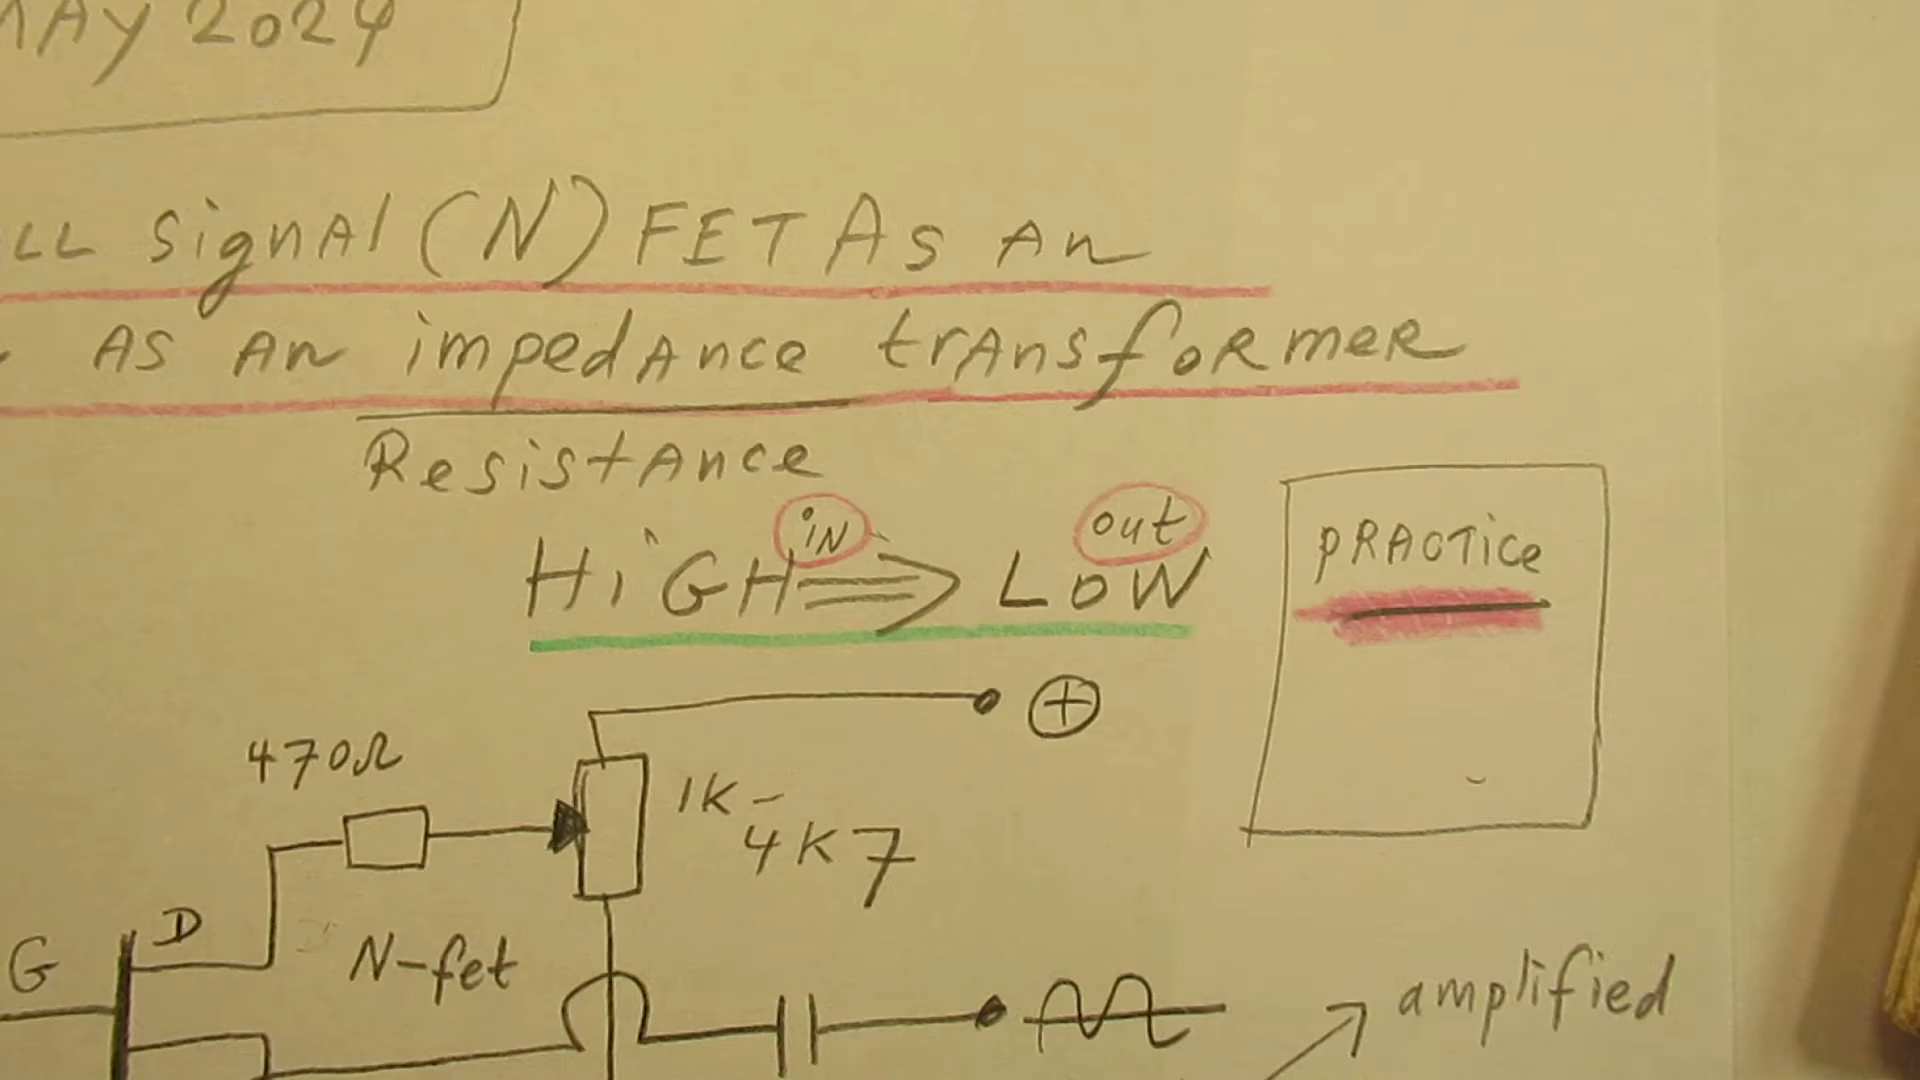 MAY 2024
LL SigNAl (N) FET As An
As An impedAnce trAnsfoRmeR
ResistAnce
in out
HiGH => LOW
pRACTice
+
470Ω
1K-
4K7
D
G
N-fet
amplified